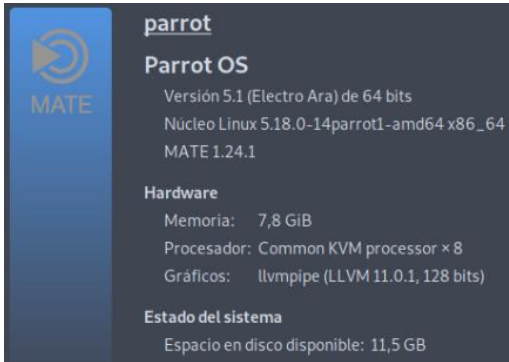 MATE
parrot
Parrot OS
Versión 5.1 (Electro Ara) de 64 bits
Núcleo Linux 5.18.0-14parrot1-amd64 x86_64
MATE 1.24.1
Hardware
Memoria: 7,8 GiB
Procesador: Common KVM processor × 8
Gráficos: llvmpipe (LLVM 11.0.1, 128 bits)
Estado del sistema
Espacio en disco disponible: 11,5 GB